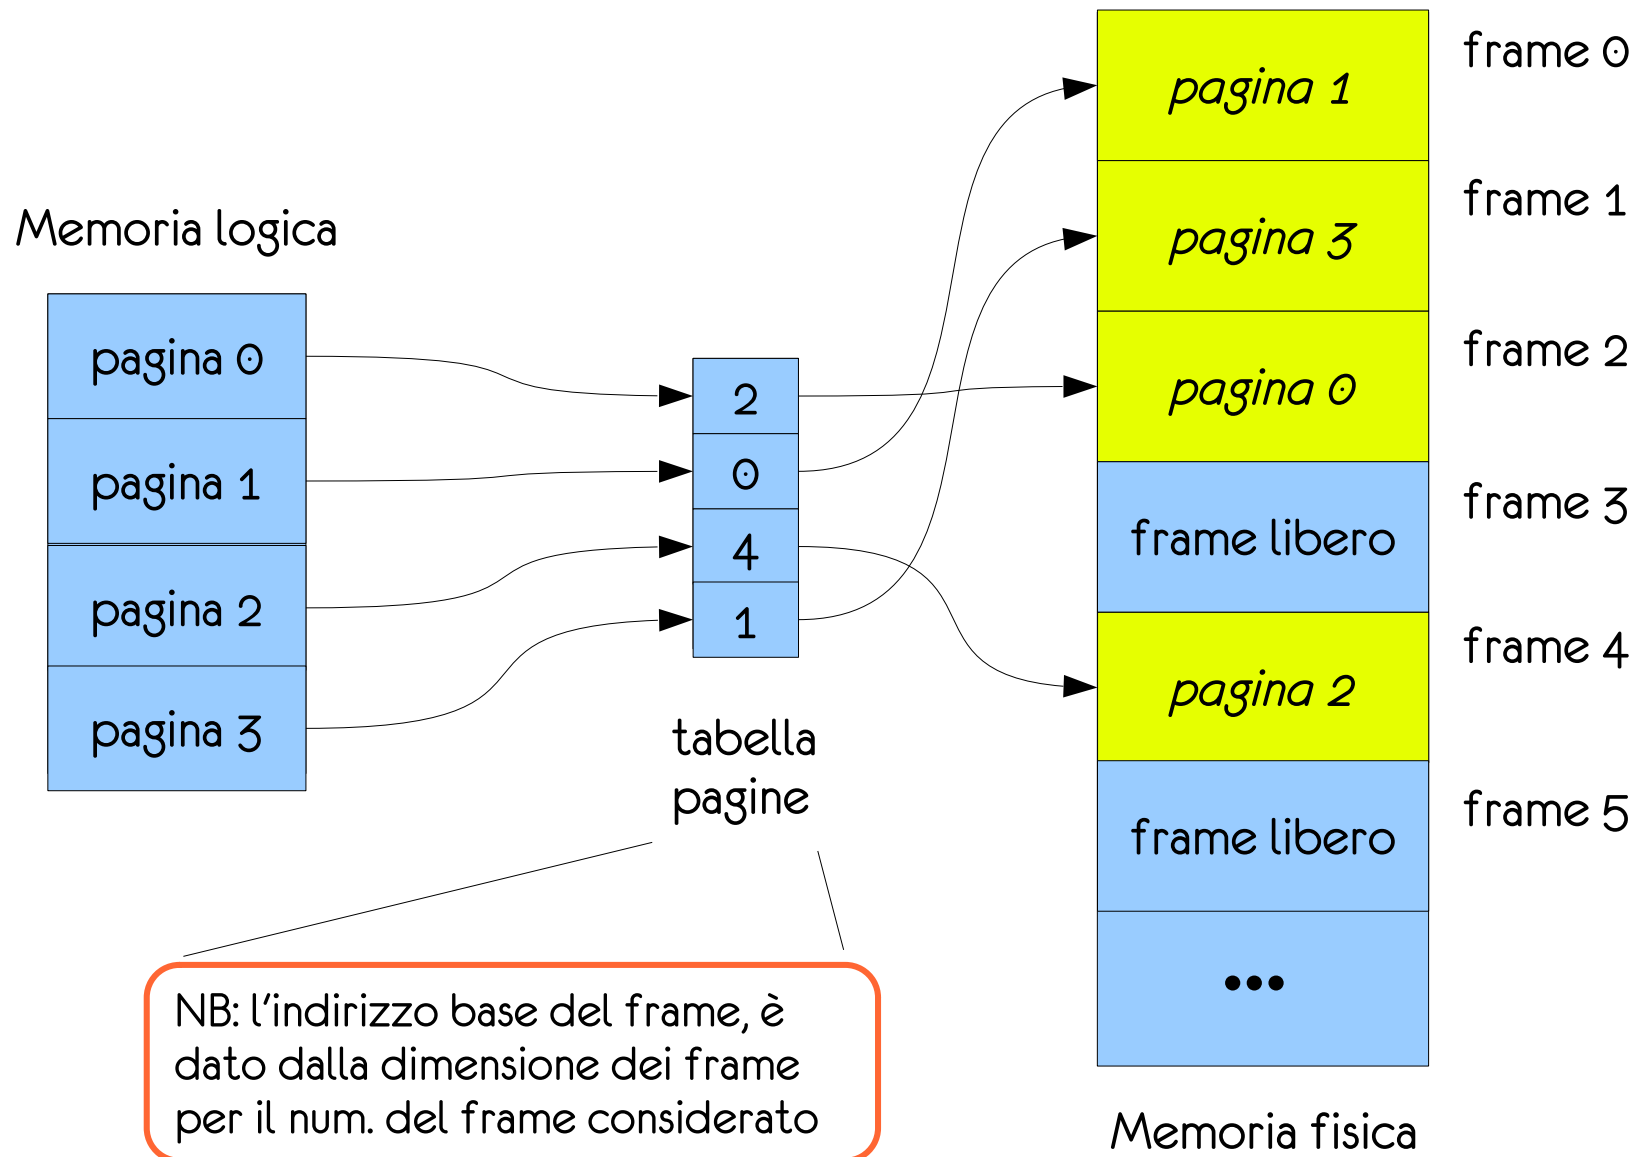 Memoria logica
pagina 0
pagina 1
pagina 2
pagina 3
2
0
4
1
tabella
pagine
NB: l'indirizzo base del frame, è
dato dalla dimensione dei frame
per il num. del frame considerato
pagina 1
frame 0
pagina 3
frame 1
pagina 0
frame 2
frame libero
frame 3
pagina 2
frame 4
frame libero
frame 5
•••
Memoria fisica